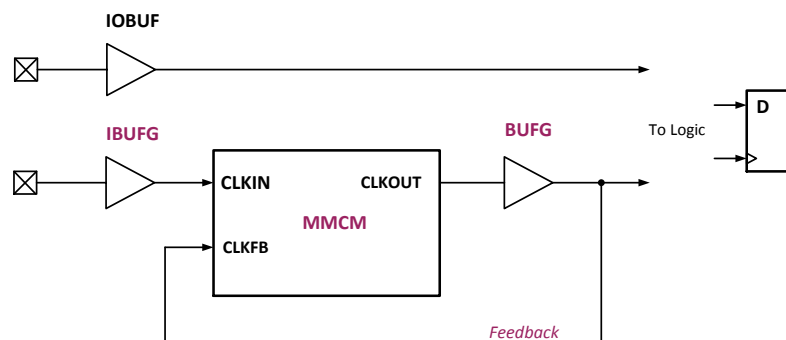 IOBUF
IBUFG
BUFG
To Logic
D
CLKIN
CLKOUT
MMCM
CLKFB
Feedback